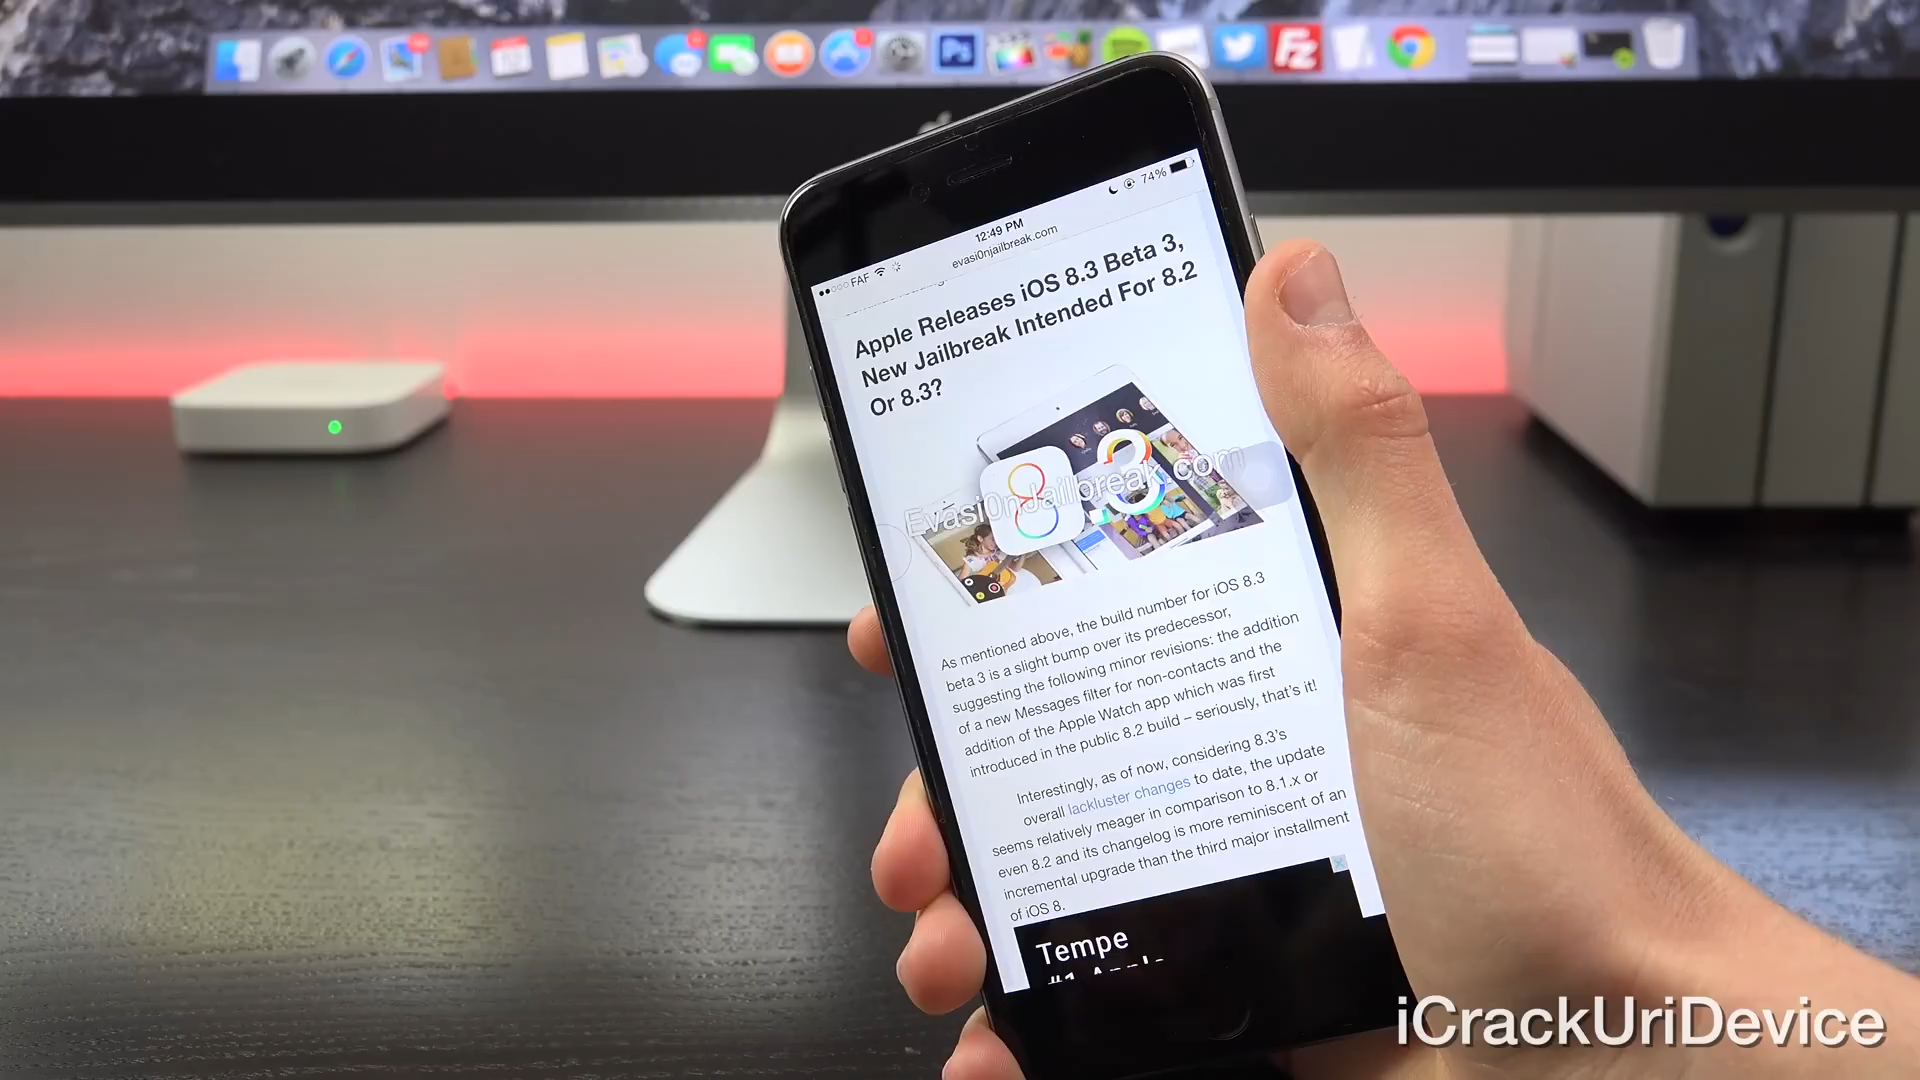 Ps
Fz
FAF
12:49 PM
74%
evasi0njailbreak.com
Apple Releases iOS 8.3 Beta 3,
New Jailbreak Intended For 8.2
Or 8.3?
8
.3
Evasi0nJailbreak.com
As mentioned above, the build number for iOS 8.3
beta 3 is a slight bump over its predecessor,
suggesting the following minor revisions: the addition
of a new Messages filter for non-contacts and the
addition of the Apple Watch app which was first
introduced in the public 8.2 build – seriously, that's it!
Interestingly, as of now, considering 8.3's
overall lackluster changes to date, the update
seems relatively meager in comparison to 8.1.x or
even 8.2 and its changelog is more reminiscent of an
incremental upgrade than the third major installment
of iOS 8.
Tempe
#1 Apple
iCrackUriDevice